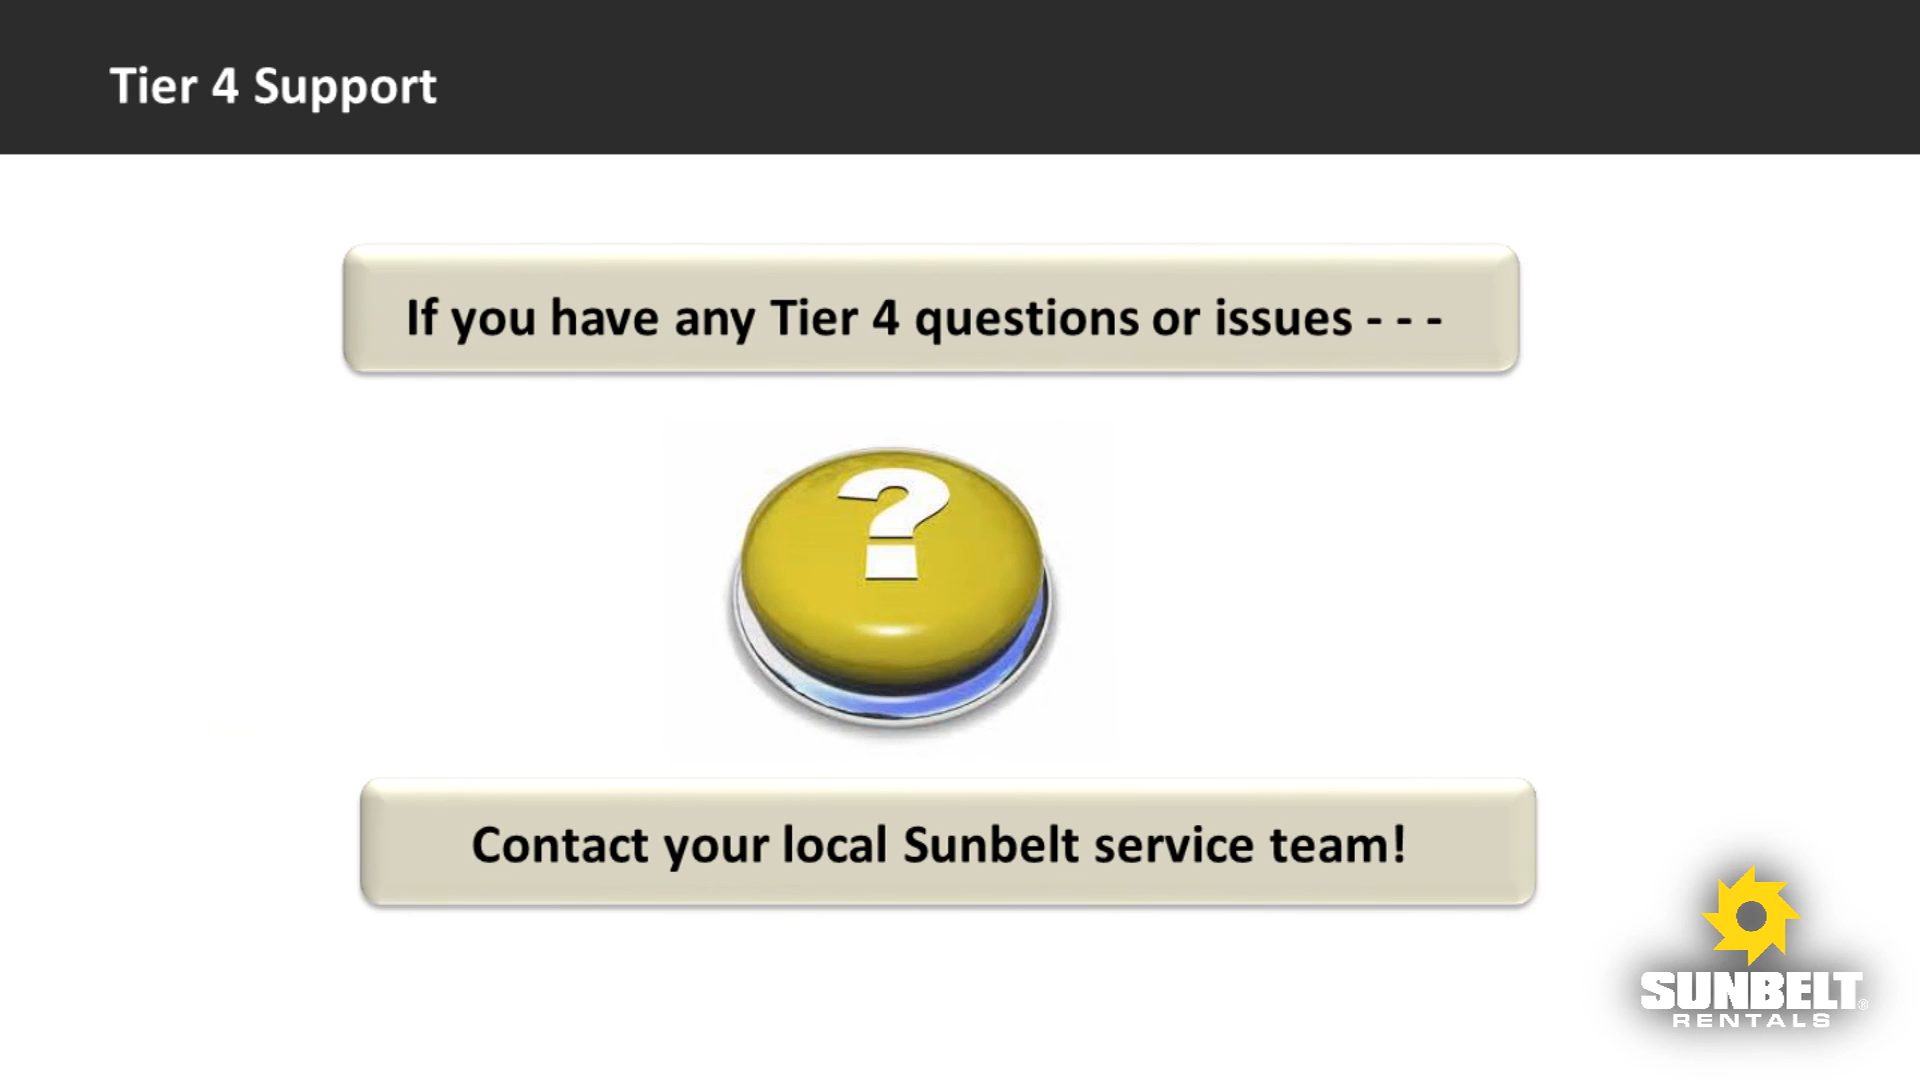 Tier 4 Support
If you have any Tier 4 questions or issues - - -
?
Contact your local Sunbelt service team!
SUNBELT®
RENTALS